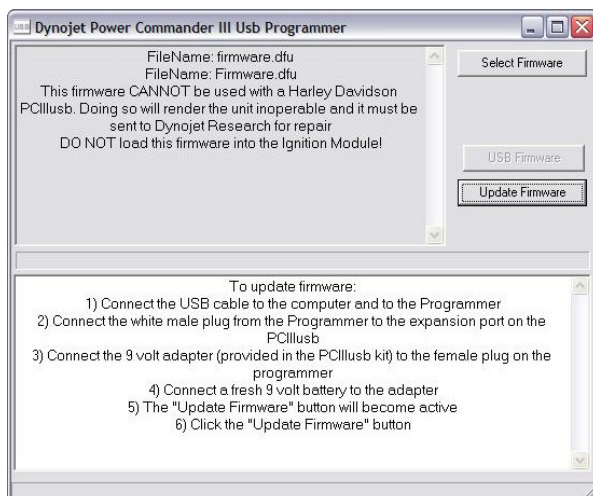 USB Dynojet Power Commander III Usb Programmer
FileName: firmware.dfu
FileName: Firmware.dfu
This firmware CANNOT be used with a Harley Davidson
PCIIIusb. Doing so will render the unit inoperable and it must be
sent to Dynojet Research for repair
DO NOT load this firmware into the Ignition Module!
Select Firmware
USB Firmware
Update Firmware
To update firmware:
1) Connect the USB cable to the computer and to the Programmer
2) Connect the white male plug from the Programmer to the expansion port on the
PCIIIusb
3) Connect the 9 volt adapter (provided in the PCIIIusb kit) to the female plug on the
programmer
4) Connect a fresh 9 volt battery to the adapter
5) The "Update Firmware" button will become active
6) Click the "Update Firmware" button